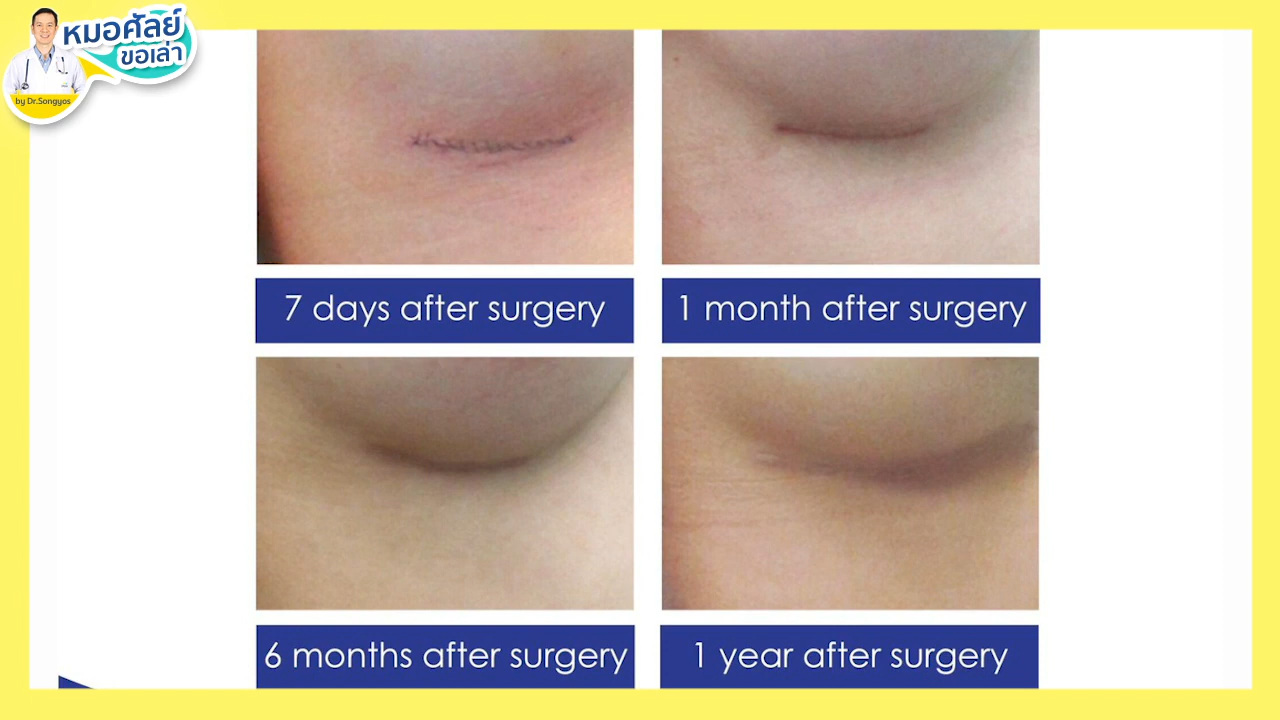 หมอศัลย์
ขอเล่า
by Dr.Songyos
7 days after surgery
1 month after surgery
6 months after surgery
1 year after surgery